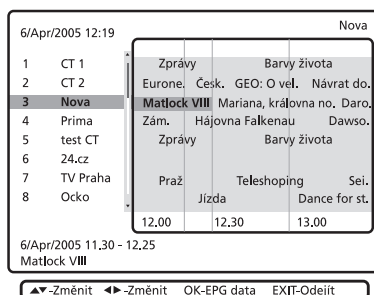 6/Apr/2005 12:19 Nova
1 CT 1 Zprávy Barvy života
2 CT 2 Eurone. Česk. GEO: O vel. Návrat do.
3 Nova Matlock VIII Mariana, královna no. Daro.
4 Prima Zám. Hájovna Falkenau Dawso.
5 test CT Zprávy Barvy života
6 24.cz
7 TV Praha Praž Teleshoping Sei.
8 Ocko Jízda Dance for st.
12.00 12.30 13.00
6/Apr/2005 11.30 - 12.25
Matlock VIII
▲▼-Změnit ◀▶-Změnit OK-EPG data EXIT-Odejít